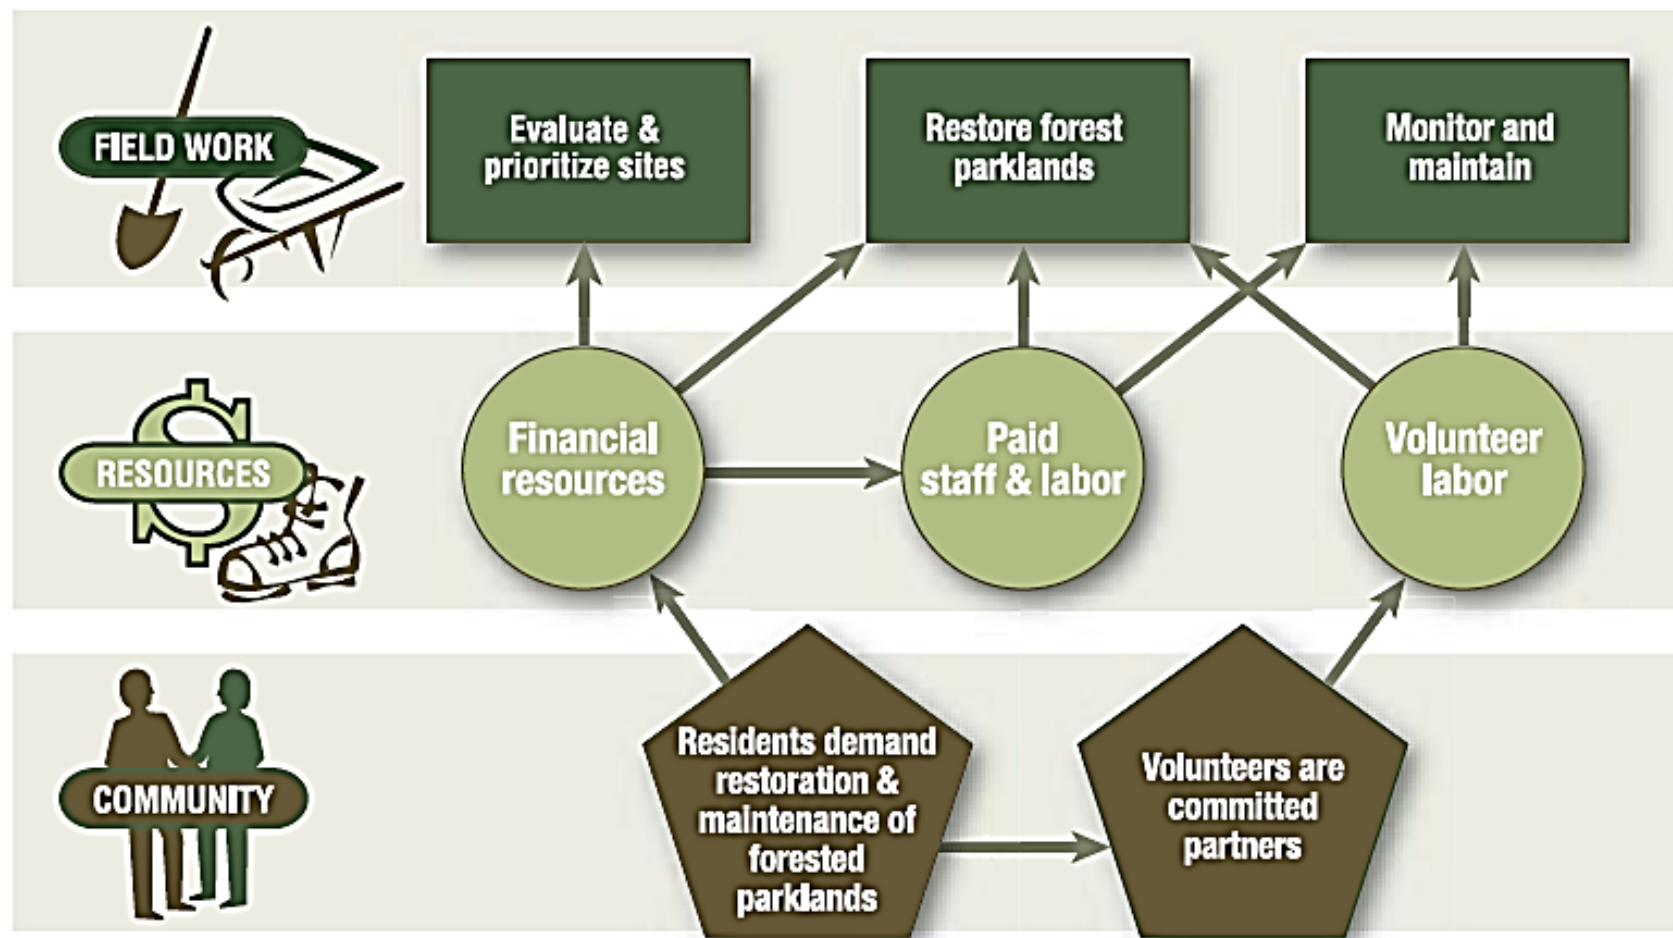 FIELD WORK
Evaluate &
prioritize sites
Restore forest
parklands
Monitor and
maintain
RESOURCES
Financial
resources
Paid
staff & labor
Volunteer
labor
COMMUNITY
Residents demand
restoration &
maintenance of
forested
parklands
Volunteers are
committed
partners